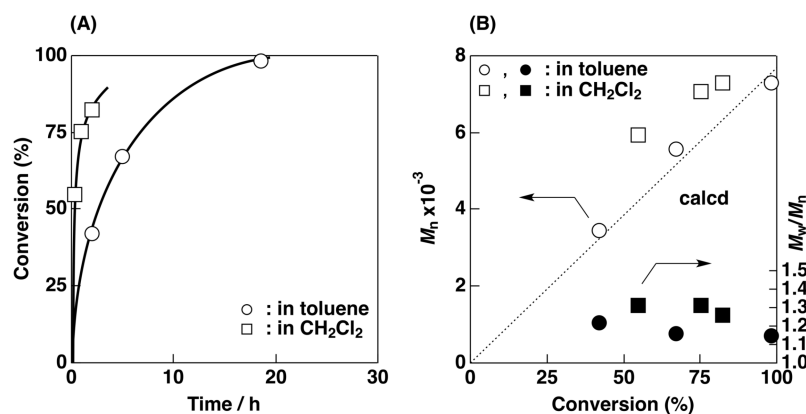 (A)
100
75
50
25
0
0
10
20
30
Conversion (%)
Time / h
: in toluene
: in CH2Cl2
(B)
8
6
4
2
0
0
25
50
75
100
Mn x10-3
Conversion (%)
, : in toluene
, : in CH2Cl2
calcd
1.5
1.4
1.3
1.2
1.1
1.0
Mw/Mn